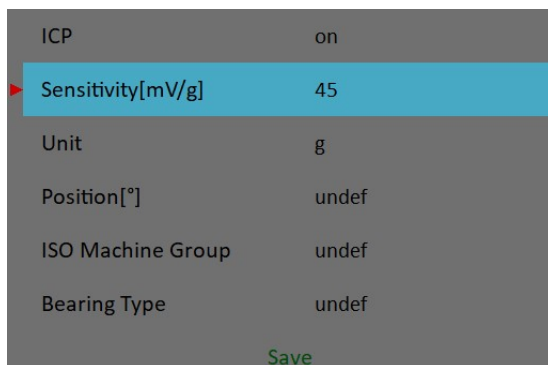 ICP on
Sensitivity[mV/g] 45
Unit g
Position[°] undef
ISO Machine Group undef
Bearing Type undef
Save